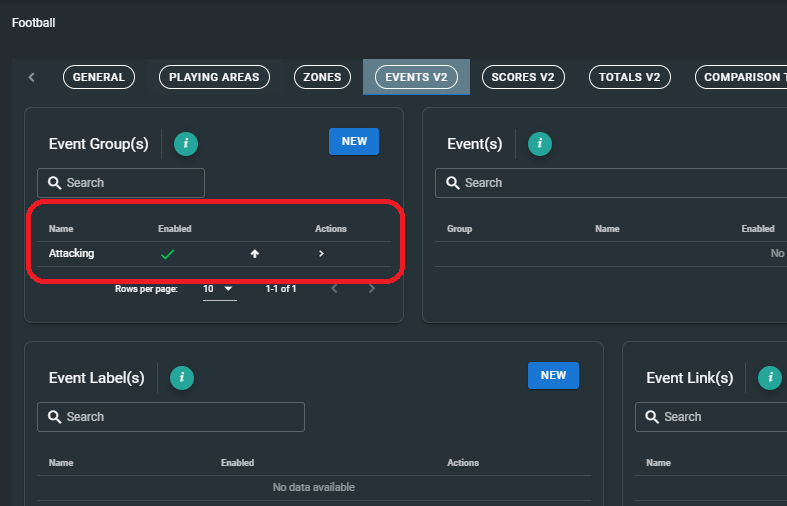 Football
GENERAL PLAYING AREAS ZONES EVENTS V2 SCORES V2 TOTALS V2 COMPARISON T
Event Group(s) i NEW
Search
Name Enabled Actions
Attacking
Rows per page: 10 1-1 of 1
Event(s) i
Search
Group Name Enabled
No
Event Label(s) i NEW
Search
Name Enabled Actions
No data available
Event Link(s) i
Search
Name